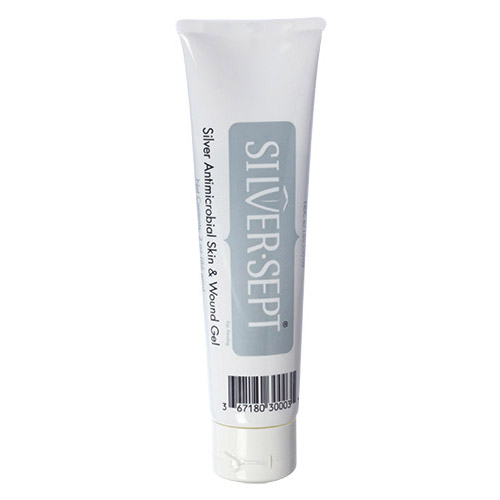 SILVER·SEPT®
Silver Antimicrobial Skin & Wound Gel
3 67180 30003